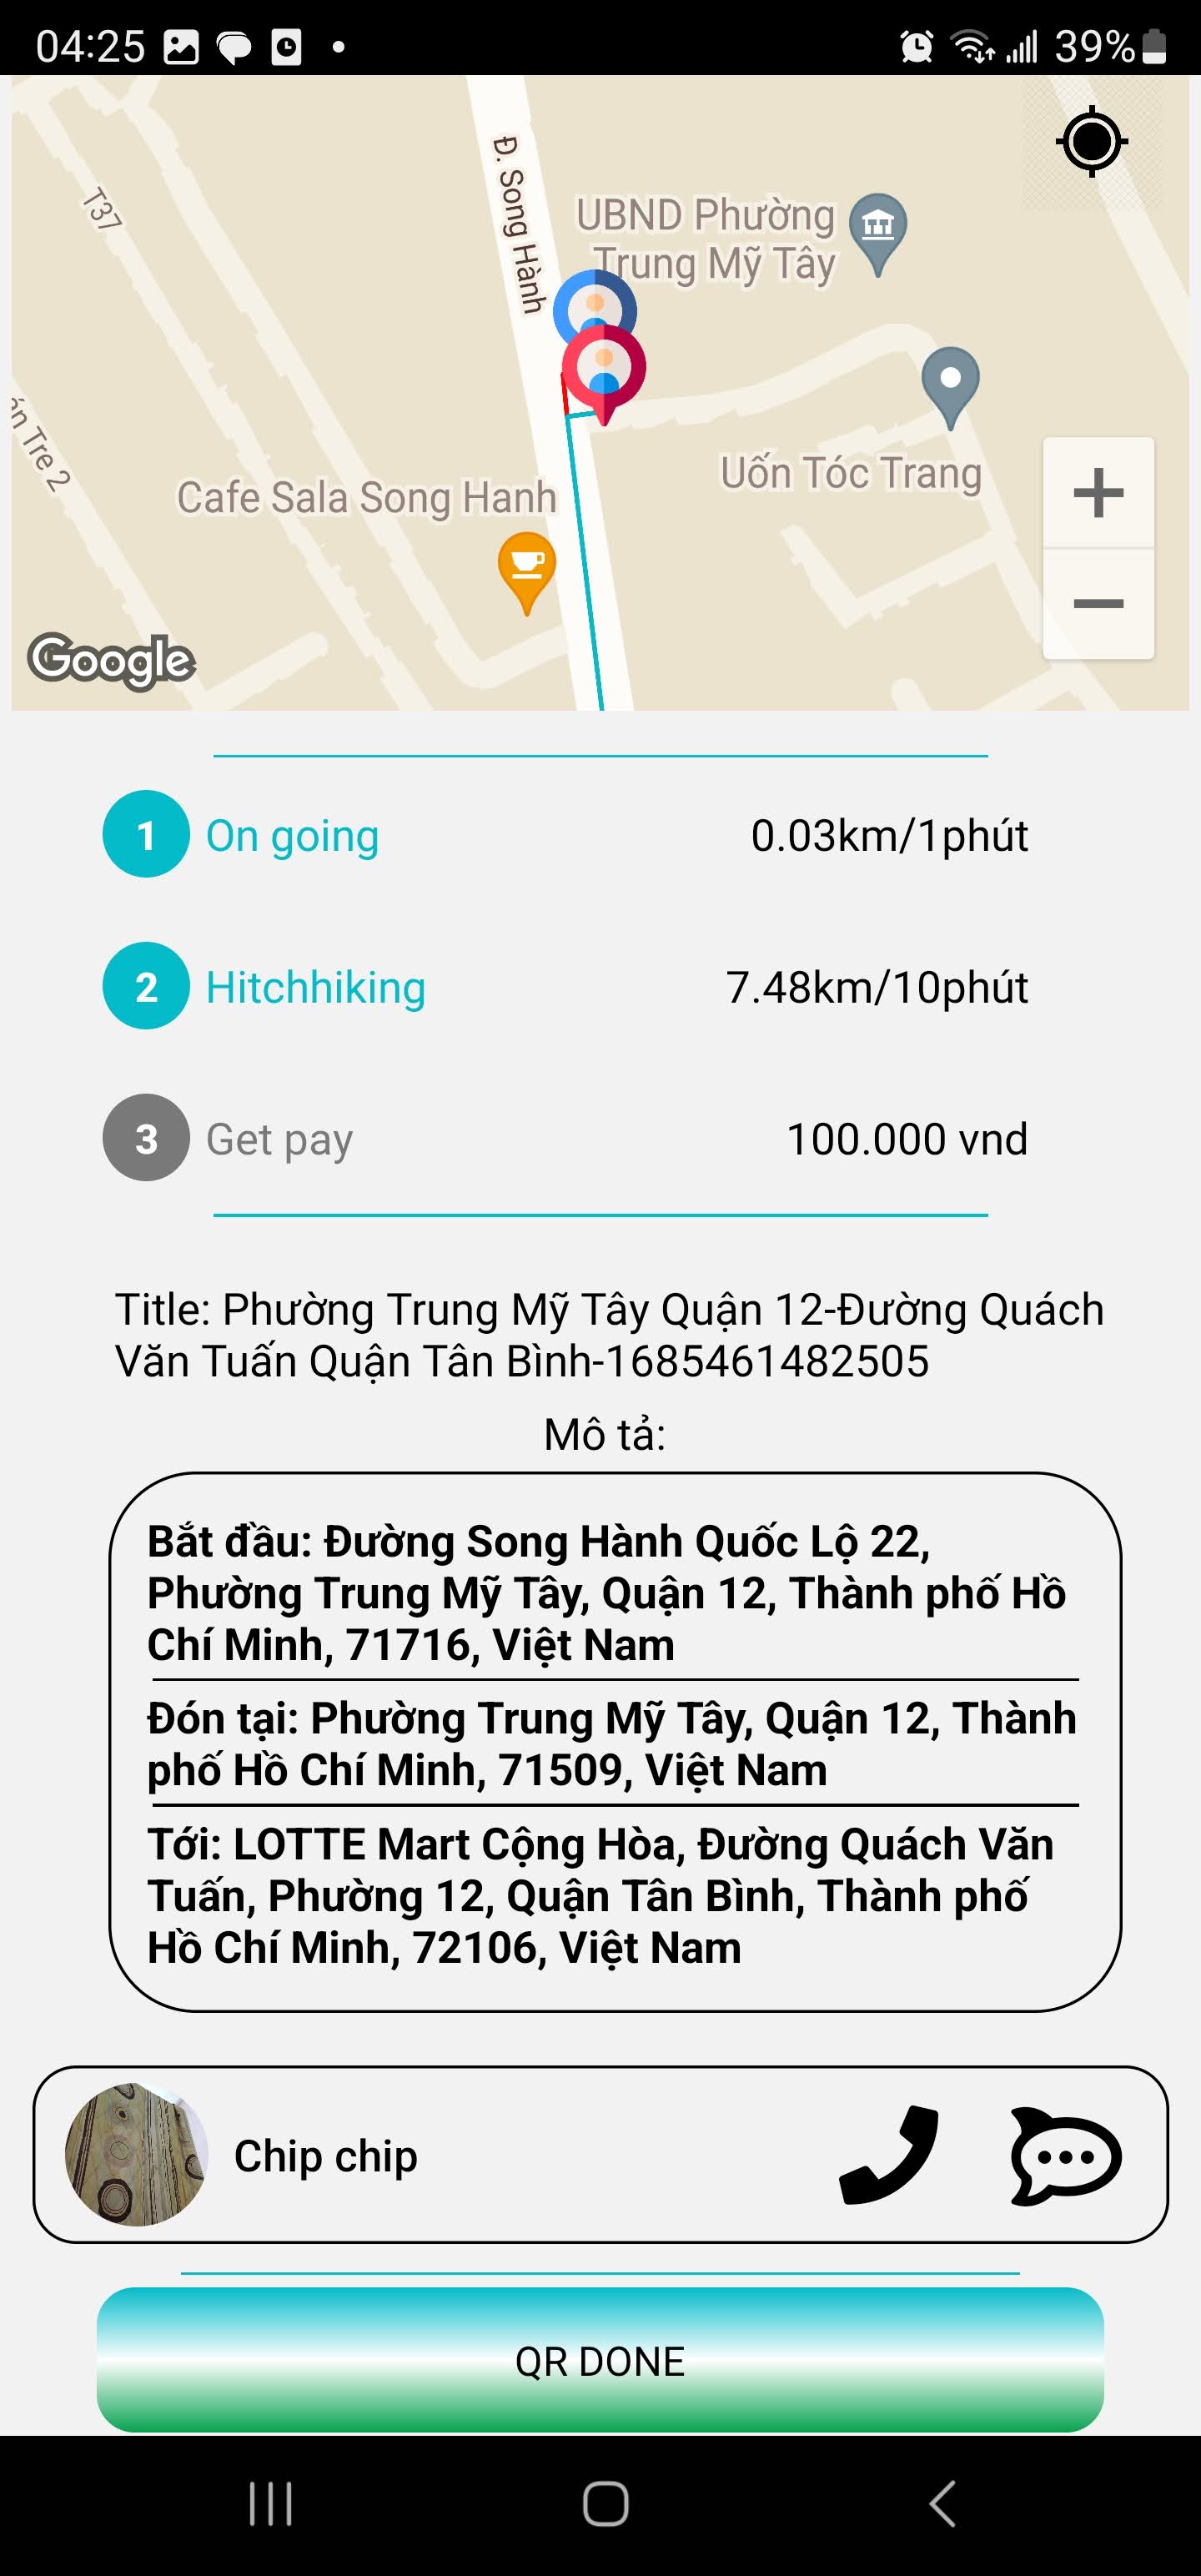 04:25
39%
T37
Đ. Song Hành
UBND Phường
Trung Mỹ Tây
Tre 2
Uốn Tóc Trang
Cafe Sala Song Hanh
+
−
Google
1 On going 0.03km/1phút
2 Hitchhiking 7.48km/10phút
3 Get pay 100.000 vnd
Title: Phường Trung Mỹ Tây Quận 12-Đường Quách
Văn Tuấn Quận Tân Bình-1685461482505
Mô tả:
Bắt đầu: Đường Song Hành Quốc Lộ 22,
Phường Trung Mỹ Tây, Quận 12, Thành phố Hồ
Chí Minh, 71716, Việt Nam
Đón tại: Phường Trung Mỹ Tây, Quận 12, Thành
phố Hồ Chí Minh, 71509, Việt Nam
Tới: LOTTE Mart Cộng Hòa, Đường Quách Văn
Tuấn, Phường 12, Quận Tân Bình, Thành phố
Hồ Chí Minh, 72106, Việt Nam
Chip chip
QR DONE